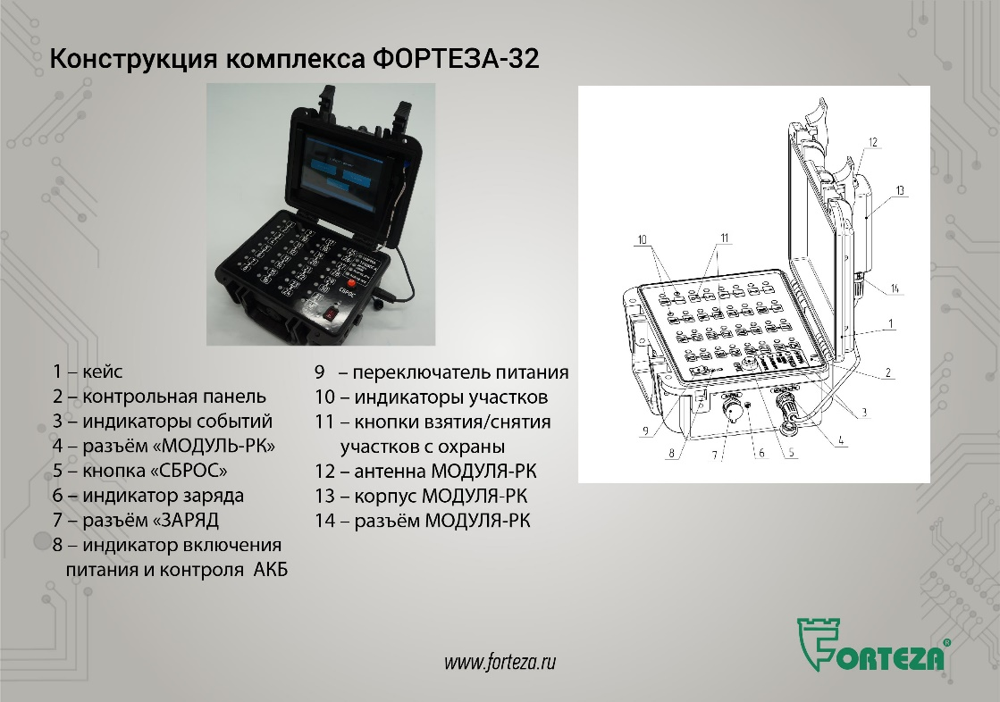 Конструкция комплекса ФОРТЕЗА-32
СБРОС
1 – кейс
2 – контрольная панель
3 – индикаторы событий
4 – разъём «МОДУЛЬ-РК»
5 – кнопка «СБРОС»
6 – индикатор заряда
7 – разъём «ЗАРЯД
8 – индикатор включения
питания и контроля АКБ
9 – переключатель питания
10 – индикаторы участков
11 – кнопки взятия/снятия
участков с охраны
12 – антенна МОДУЛЯ-РК
13 – корпус МОДУЛЯ-РК
14 – разъём МОДУЛЯ-РК
12
13
10
11
14
1
2
3
9
8
7
6
5
4
www.forteza.ru
FORTEZA®